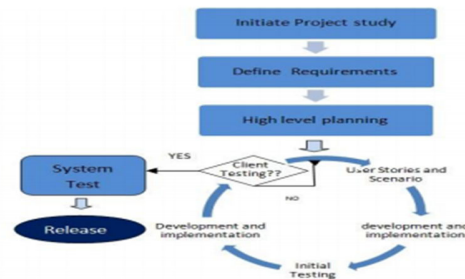 Initiate Project study
Define Requirements
High level planning
YES
Client
Testing??
NO
System
Test
Release
User Stories and
Scenario
development and
implementation
Initial
Testing
Development and
implementation